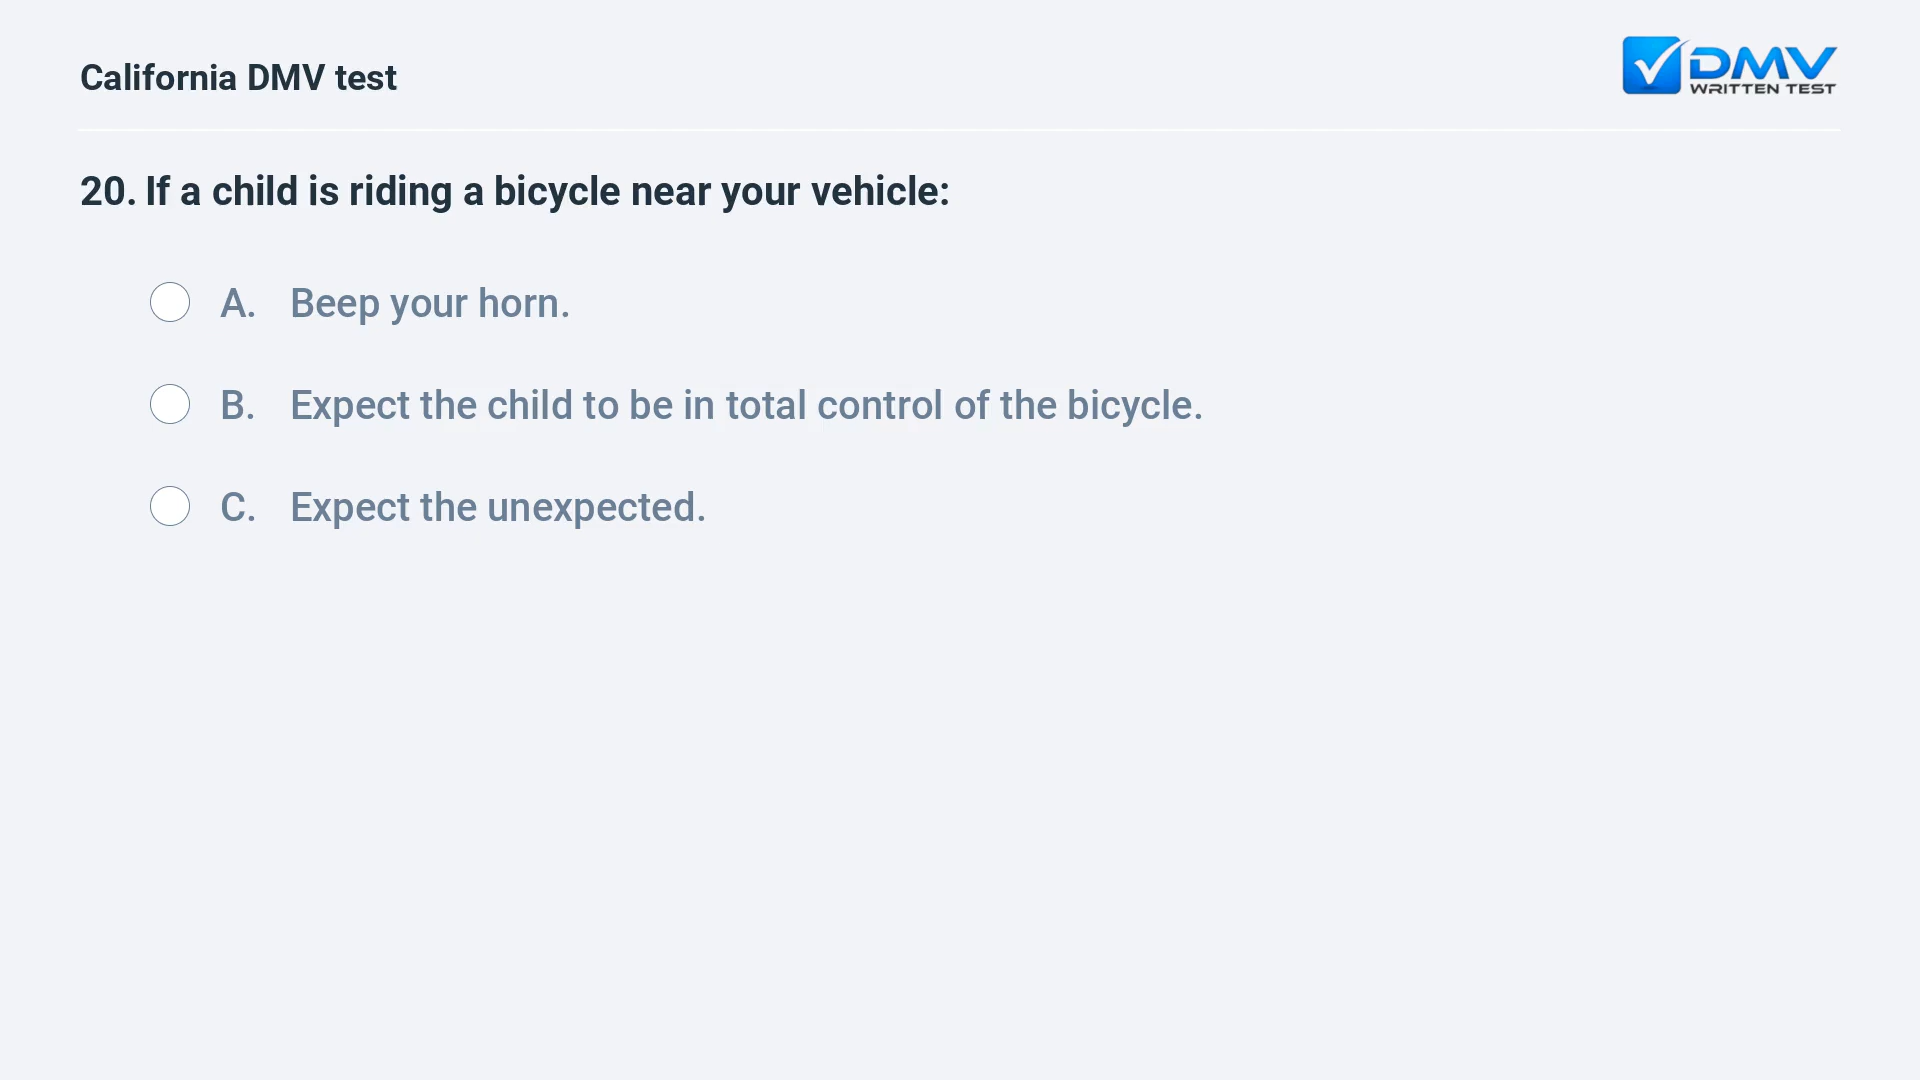 California DMV test
DMV
WRITTEN TEST
20. If a child is riding a bicycle near your vehicle:
A. Beep your horn.
B. Expect the child to be in total control of the bicycle.
C. Expect the unexpected.